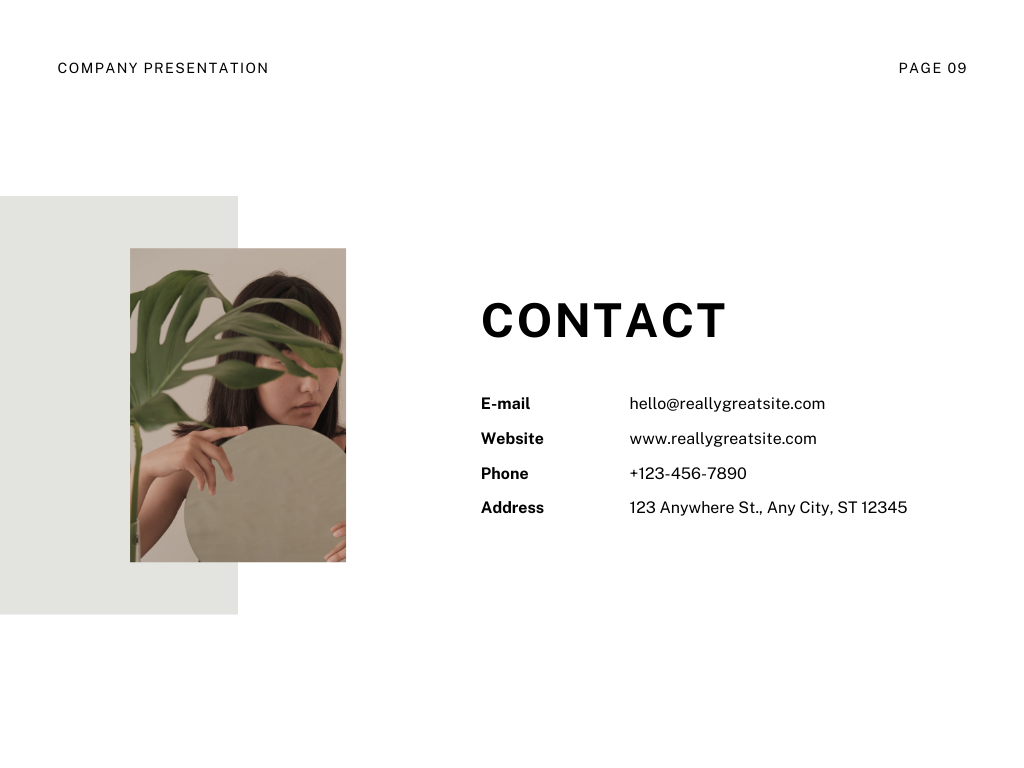 COMPANY PRESENTATION
PAGE 09
CONTACT
E-mail hello@reallygreatsite.com
Website www.reallygreatsite.com
Phone +123-456-7890
Address 123 Anywhere St., Any City, ST 12345